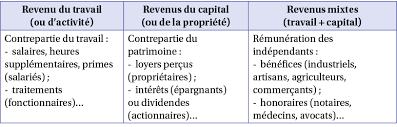 Revenu du travail
(ou d'activité)
Revenus du capital
(ou de la propriété)
Revenus mixtes
(travail + capital)
Contrepartie du travail :
- salaires, heures
supplémentaires, primes
(salariés) ;
- traitements
(fonctionnaires)...
Contrepartie du
patrimoine :
- loyers perçus
(propriétaires) ;
- intérêts (épargnants)
ou dividendes
(actionnaires)...
Rémunération des
indépendants :
- bénéfices (industriels,
artisans, agriculteurs,
commerçants) ;
- honoraires (notaires,
médecins, avocats)...